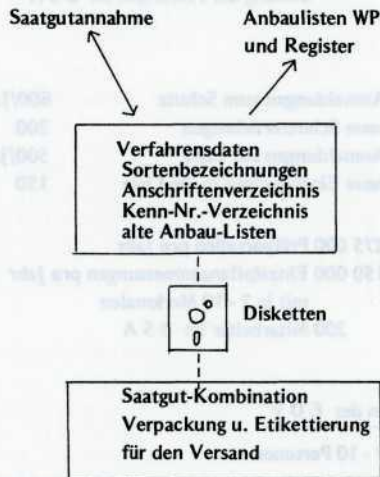 Saatgutannahme
Anbaulisten WP
und Register
Verfahrensdaten
Sortenbezeichnungen
Anschriftenverzeichnis
Kenn-Nr.-Verzeichnis
alte Anbau-Listen
Disketten
Saatgut-Kombination
Verpackung u. Etikettierung
für den Versand